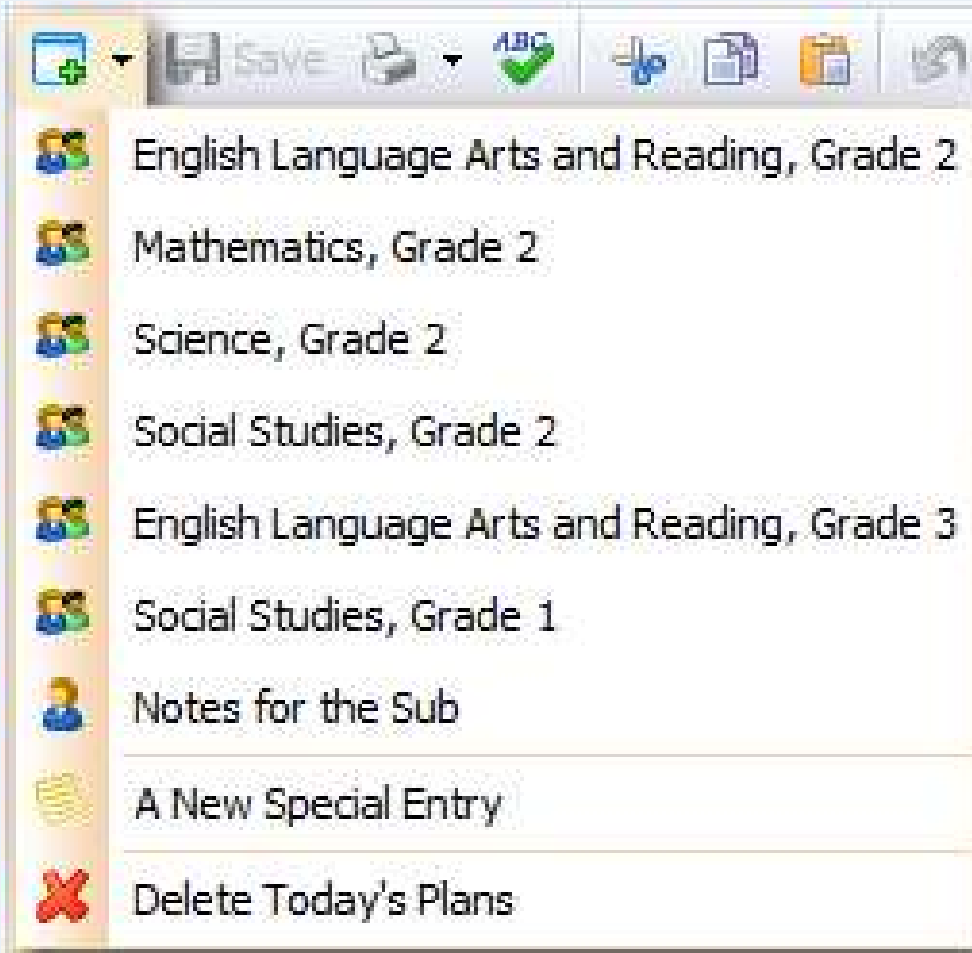 Save ABC
English Language Arts and Reading, Grade 2
Mathematics, Grade 2
Science, Grade 2
Social Studies, Grade 2
English Language Arts and Reading, Grade 3
Social Studies, Grade 1
Notes for the Sub
A New Special Entry
Delete Today's Plans